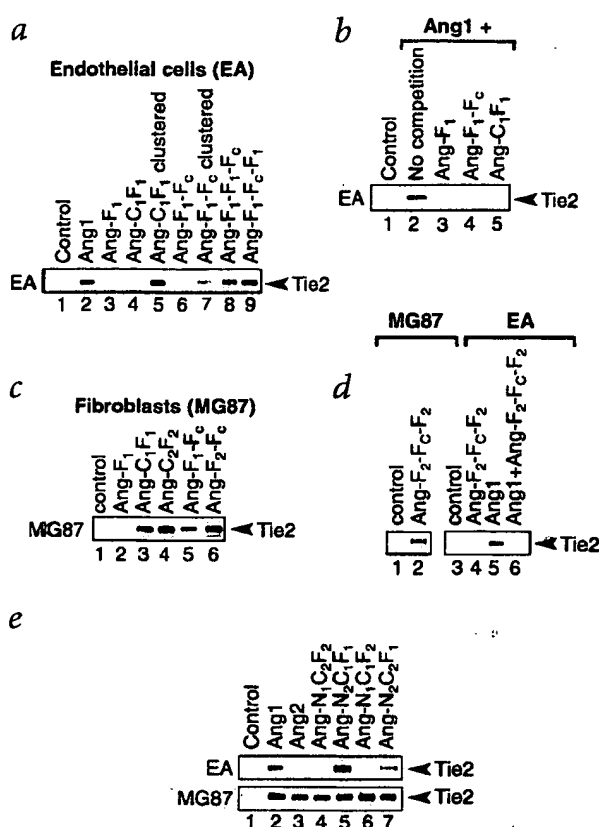 a
Endothelial cells (EA)
Control
Ang1
Ang-F1
Ang-C1F1
Ang-C1F1 clustered
Ang-F1-Fc
Ang-F1-Fc clustered
Ang-F1-F1-Fc
Ang-F1-Fc-F1
EA
Tie2
1 2 3 4 5 6 7 8 9
b
Ang1 +
Control
No competition
Ang-F1
Ang-F1-Fc
Ang-C1F1
EA
Tie2
1 2 3 4 5
c
Fibroblasts (MG87)
control
Ang-F1
Ang-C1F1
Ang-C2F2
Ang-F1-Fc
Ang-F2-Fc
MG87
Tie2
1 2 3 4 5 6
d
MG87
EA
control
Ang-F2-Fc-F2
control
Ang-F2-Fc-F2
Ang1
Ang1+Ang-F2-Fc-F2
Tie2
1 2 3 4 5 6
e
Control
Ang1
Ang2
Ang-N1C2F2
Ang-N2C1F1
Ang-N1C1F2
Ang-N2C2F1
EA
Tie2
MG87
Tie2
1 2 3 4 5 6 7